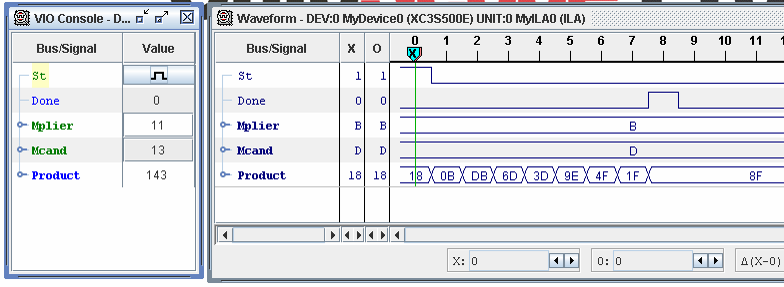 VIO Console - D...
Bus/Signal Value
St
Done 0
Mplier 11
Mcand 13
Product 143
Waveform - DEV:0 MyDevice0 (XC3S500E) UNIT:0 MyILA0 (ILA)
Bus/Signal X O 0 1 2 3 4 5 6 7 8 9 10 11
X
St 1 1
Done 0 0
Mplier B B B
Mcand D D D
Product 18 18 18 0B DB 6D 3D 9E 4F 1F 8F
X: 0 O: 0 Δ(X-O)